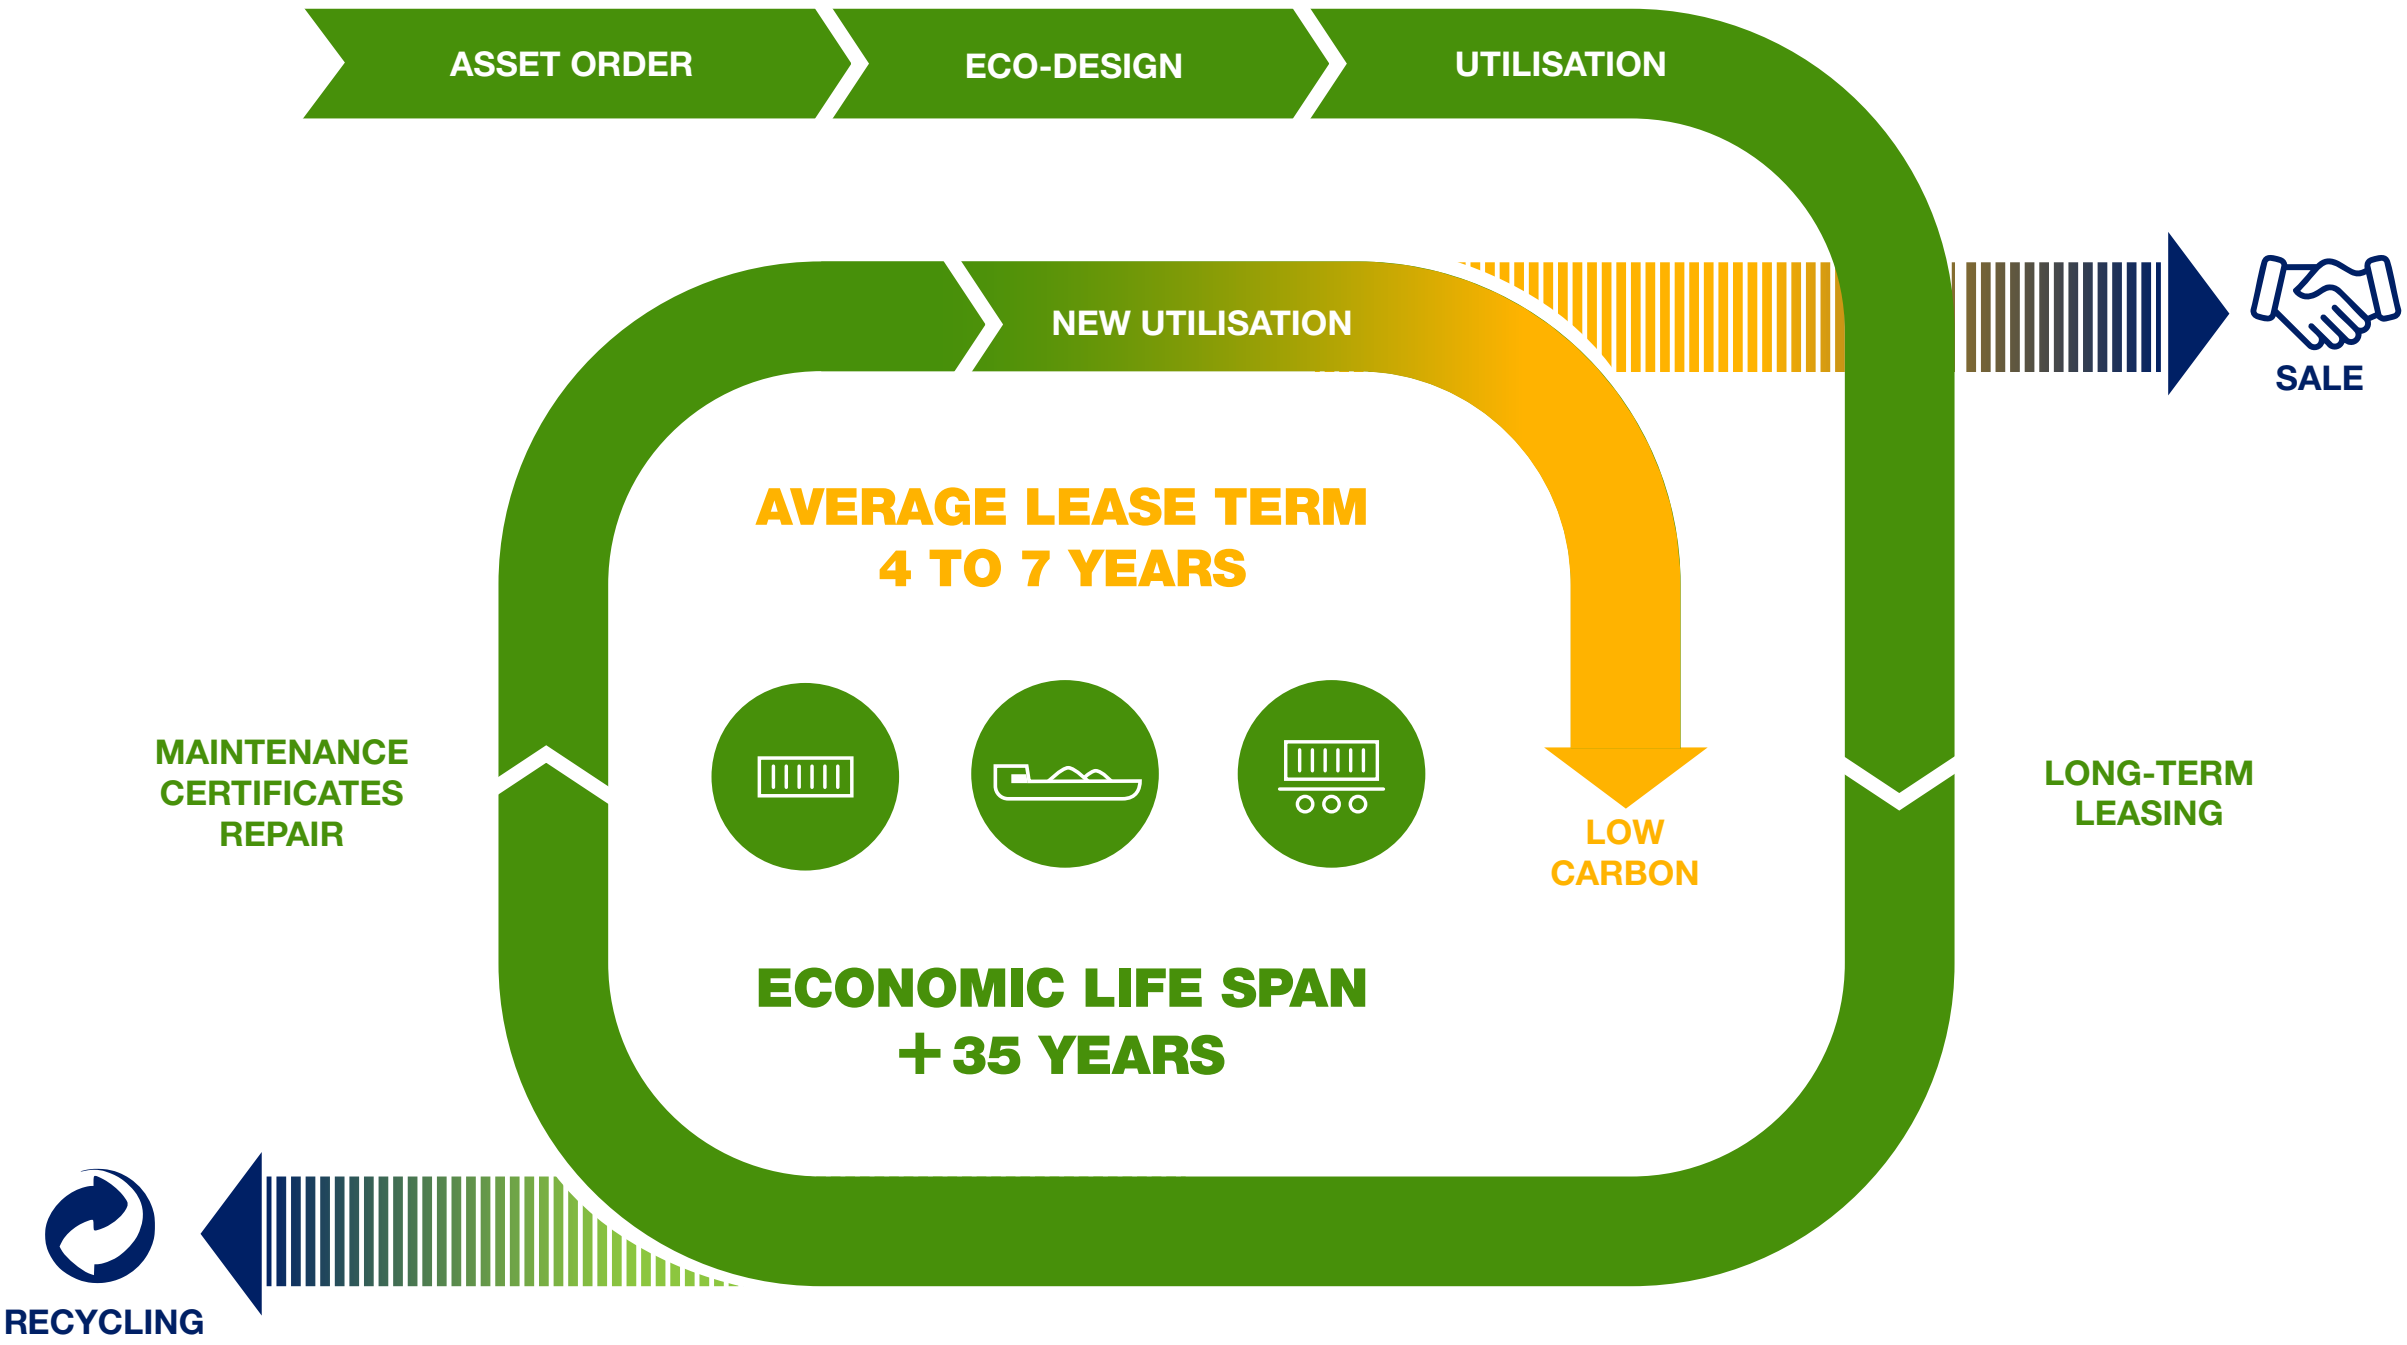 ASSET ORDER
ECO-DESIGN
UTILISATION
NEW UTILISATION
SALE
AVERAGE LEASE TERM
4 TO 7 YEARS
MAINTENANCE
CERTIFICATES
REPAIR
LONG-TERM
LEASING
LOW
CARBON
ECONOMIC LIFE SPAN
+35 YEARS
RECYCLING